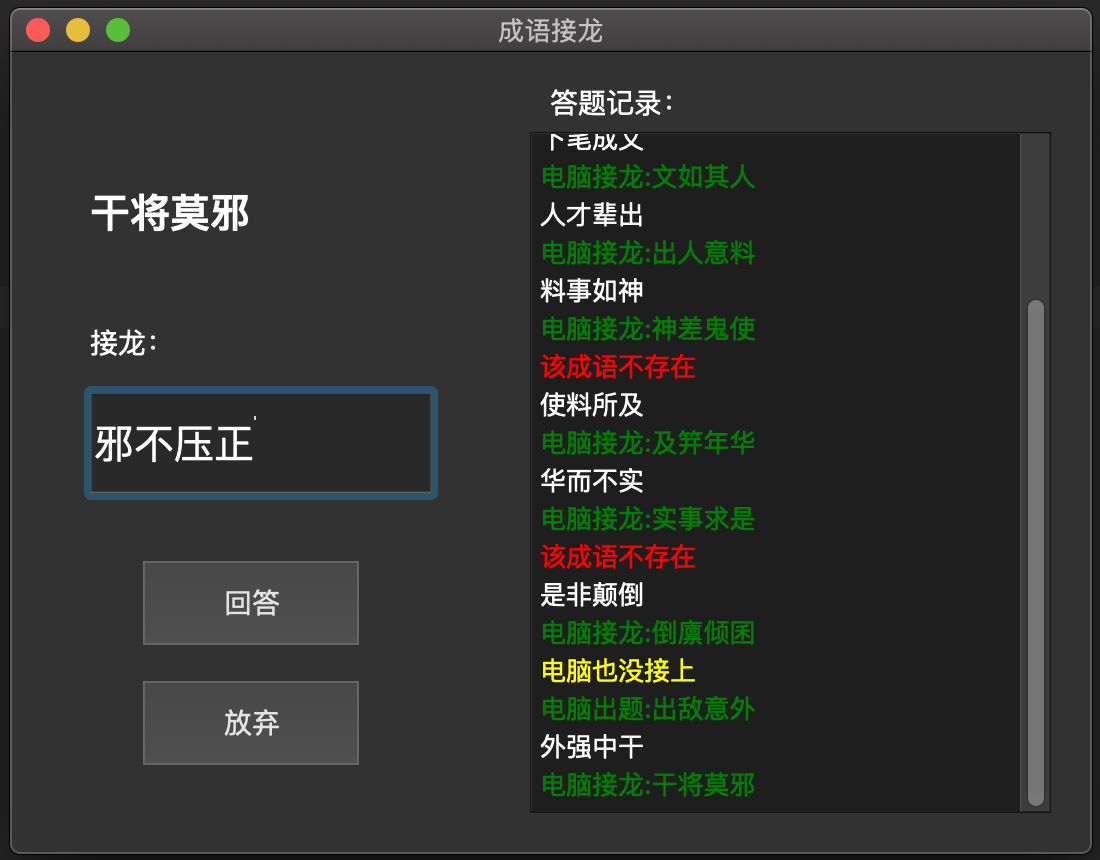 成语接龙
干将莫邪
接龙：
邪不压正'
回答
放弃
答题记录：
下笔成文
电脑接龙:文如其人
人才辈出
电脑接龙:出人意料
料事如神
电脑接龙:神差鬼使
该成语不存在
使料所及
电脑接龙:及笄年华
华而不实
电脑接龙:实事求是
该成语不存在
是非颠倒
电脑接龙:倒廪倾囷
电脑也没接上
电脑出题:出敌意外
外强中干
电脑接龙:干将莫邪